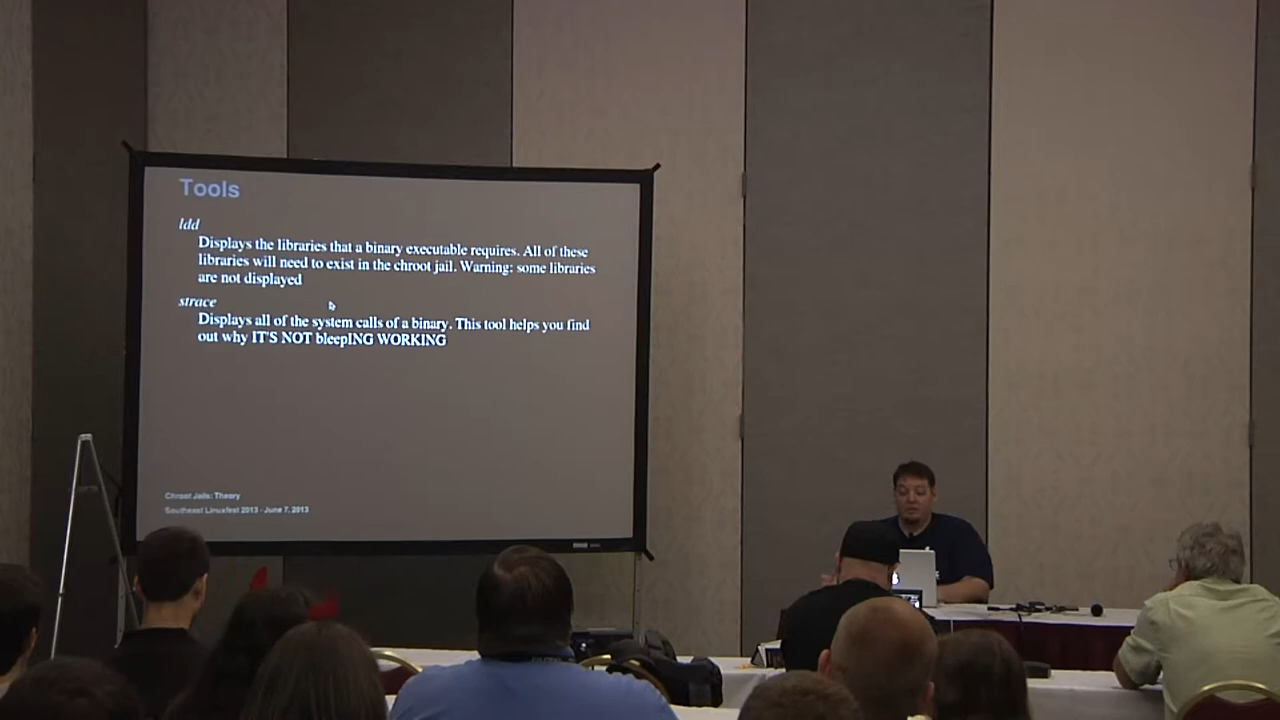 Tools
ldd
Displays the libraries that a binary executable requires. All of these
libraries will need to exist in the chroot jail. Warning: some libraries
are not displayed
strace
Displays all of the system calls of a binary. This tool helps you find
out why IT'S NOT bleepING WORKING
Chroot Jails: Theory
Southeast Linuxfest 2013 - June 7, 2013